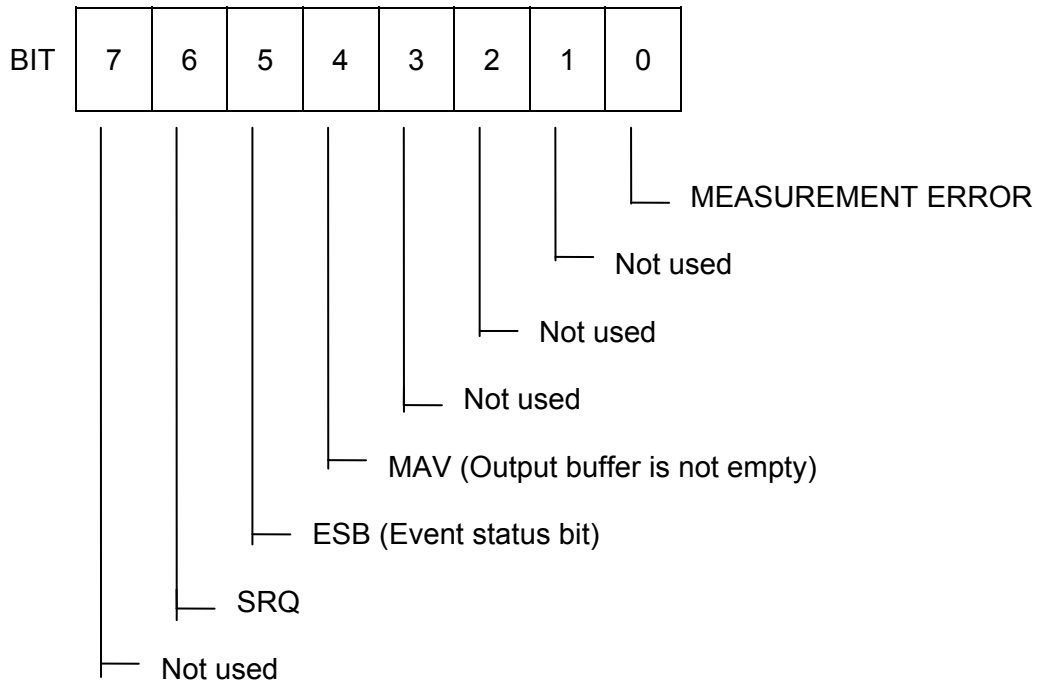 BIT 7 6 5 4 3 2 1 0
MEASUREMENT ERROR
Not used
Not used
Not used
MAV (Output buffer is not empty)
ESB (Event status bit)
SRQ
Not used